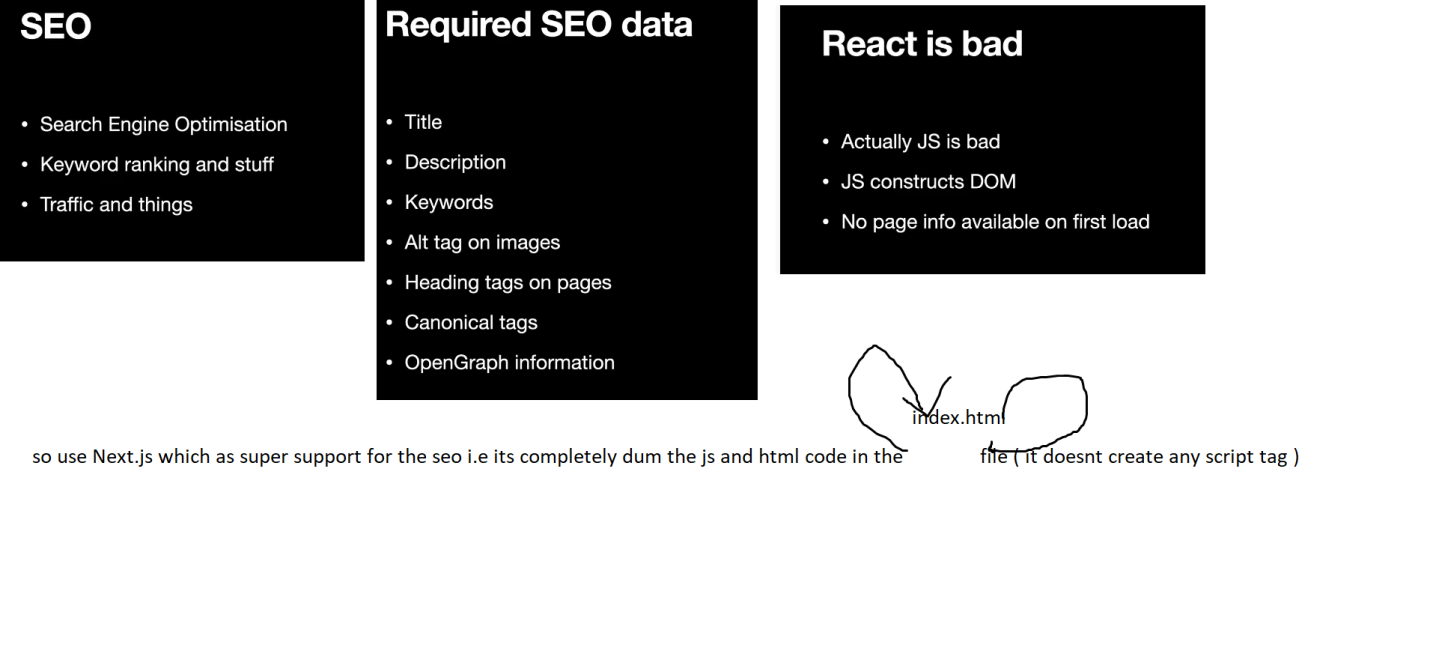 SEO
• Search Engine Optimisation
• Keyword ranking and stuff
• Traffic and things
Required SEO data
• Title
• Description
• Keywords
• Alt tag on images
• Heading tags on pages
• Canonical tags
• OpenGraph information
React is bad
• Actually JS is bad
• JS constructs DOM
• No page info available on first load
index.html
so use Next.js which as super support for the seo i.e its completely dum the js and html code in the file ( it doesnt create any script tag )